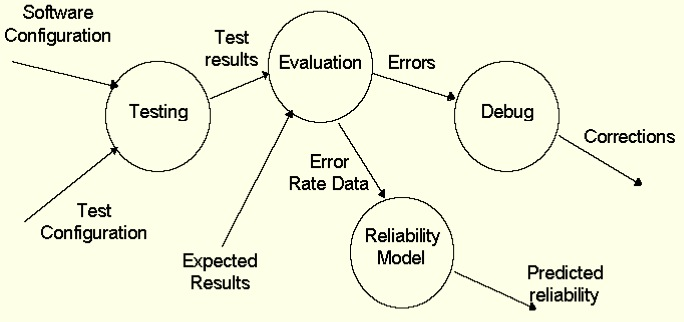 Software
Configuration
Test
results
Evaluation
Errors
Testing
Debug
Corrections
Error
Rate Data
Test
Configuration
Expected
Results
Reliability
Model
Predicted
reliability